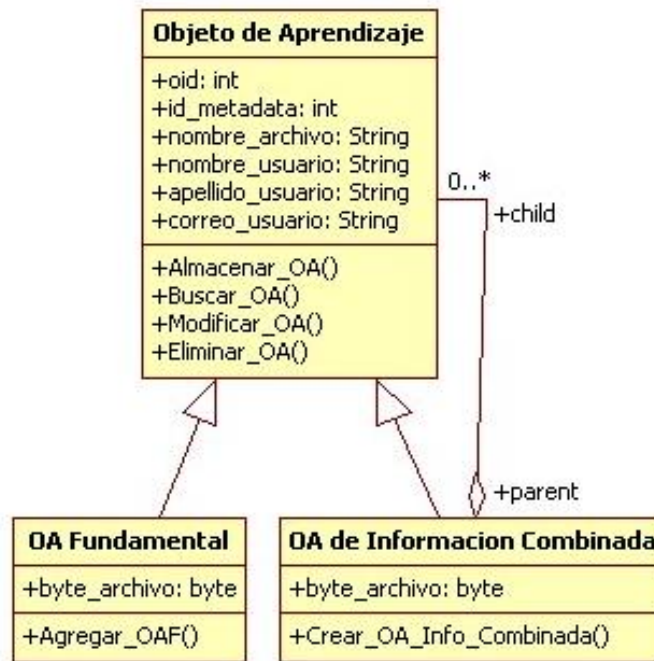 Objeto de Aprendizaje
+oid: int
+id_metadata: int
+nombre_archivo: String
+nombre_usuario: String
+apellido_usuario: String
+correo_usuario: String
+Almacenar_OA()
+Buscar_OA()
+Modificar_OA()
+Eliminar_OA()
0..*
+child
+parent
OA Fundamental
+byte_archivo: byte
+Agregar_OAF()
OA de Informacion Combinada
+byte_archivo: byte
+Crear_OA_Info_Combinada()